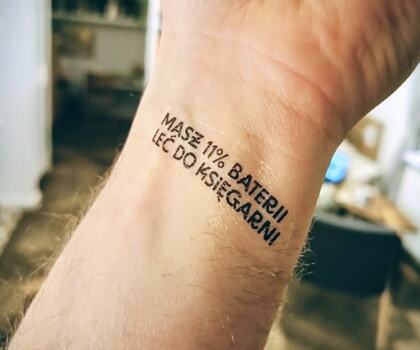 MASZ 11% BATERII
LEĆ DO KSIĘGARNI